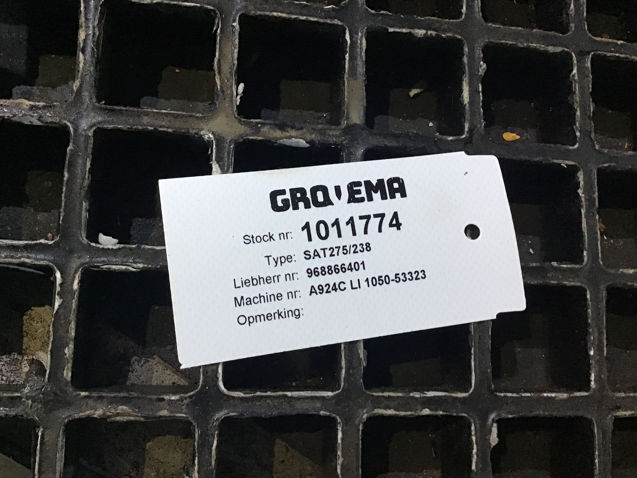 GROVEMA
Stock nr: 1011774
Type: SAT275/238
Liebherr nr: 968866401
Machine nr: A924C LI 1050-53323
Opmerking: